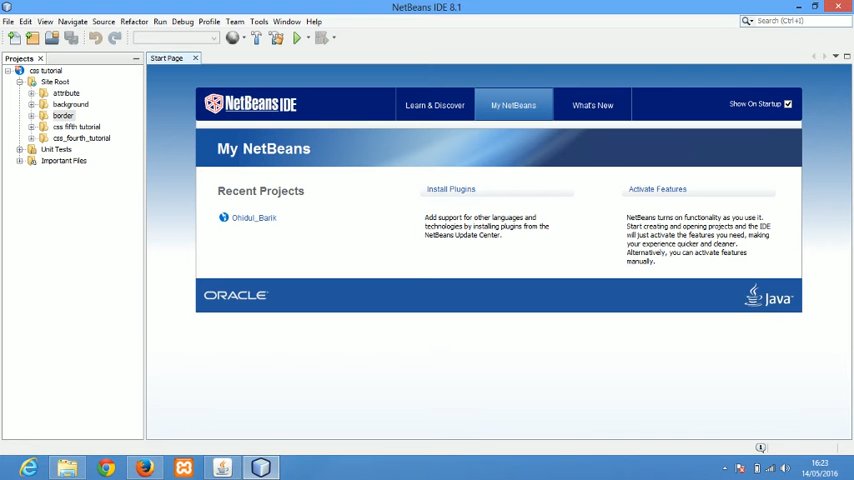 NetBeans IDE 8.1
File Edit View Navigate Source Refactor Run Debug Profile Team Tools Window Help
Search (Ctrl+I)
Projects
Start Page
css tutorial
Site Root
attribute
background
border
css fifth tutorial
css_fourth_tutorial
Unit Tests
Important Files
NetBeans IDE
Learn & Discover
My NetBeans
What's New
Show On Startup
My NetBeans
Recent Projects
Ohidul_Barik
Install Plugins
Add support for other languages and
technologies by installing plugins from the
NetBeans Update Center.
Activate Features
NetBeans turns on functionality as you use it.
Start creating and opening projects and the IDE
will just activate the features you need, making
your experience quicker and cleaner.
Alternatively, you can activate features
manually.
ORACLE
Java
16:23
14/05/2016